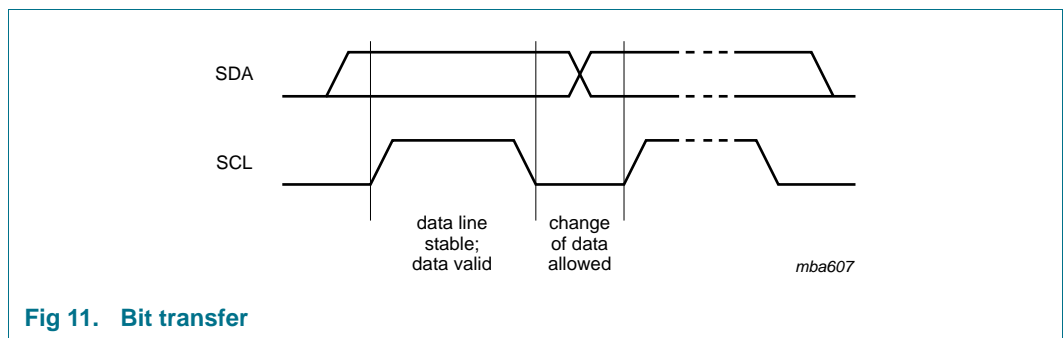 SDA
SCL
data line
stable;
data valid
change
of data
allowed
mba607
Fig 11. Bit transfer